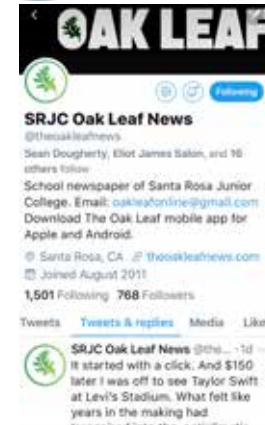 OAK LEAF
Following
SRJC Oak Leaf News
@theoakleafnews
Sean Dougherty, Eliot James Salon, and 16
others follow
School newspaper of Santa Rosa Junior
College. Email: oakleafonline@gmail.com
Download The Oak Leaf mobile app for
Apple and Android.
Santa Rosa, CA theoakleafnews.com
Joined August 2011
1,501 Following 768 Followers
Tweets Tweets & replies Media Like
SRJC Oak Leaf News @the... · 1d
It started with a click. And $150
later I was off to see Taylor Swift
at Levi's Stadium. What felt like
years in the making had